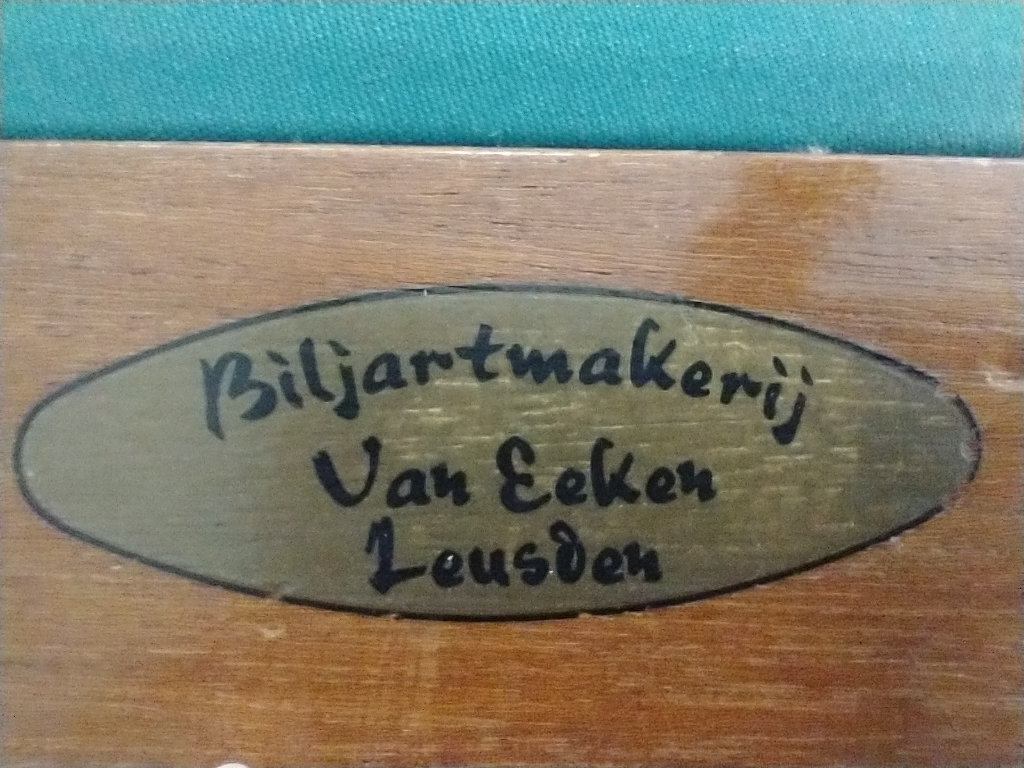 Biljartmakerij
Van Eeken
Leusden